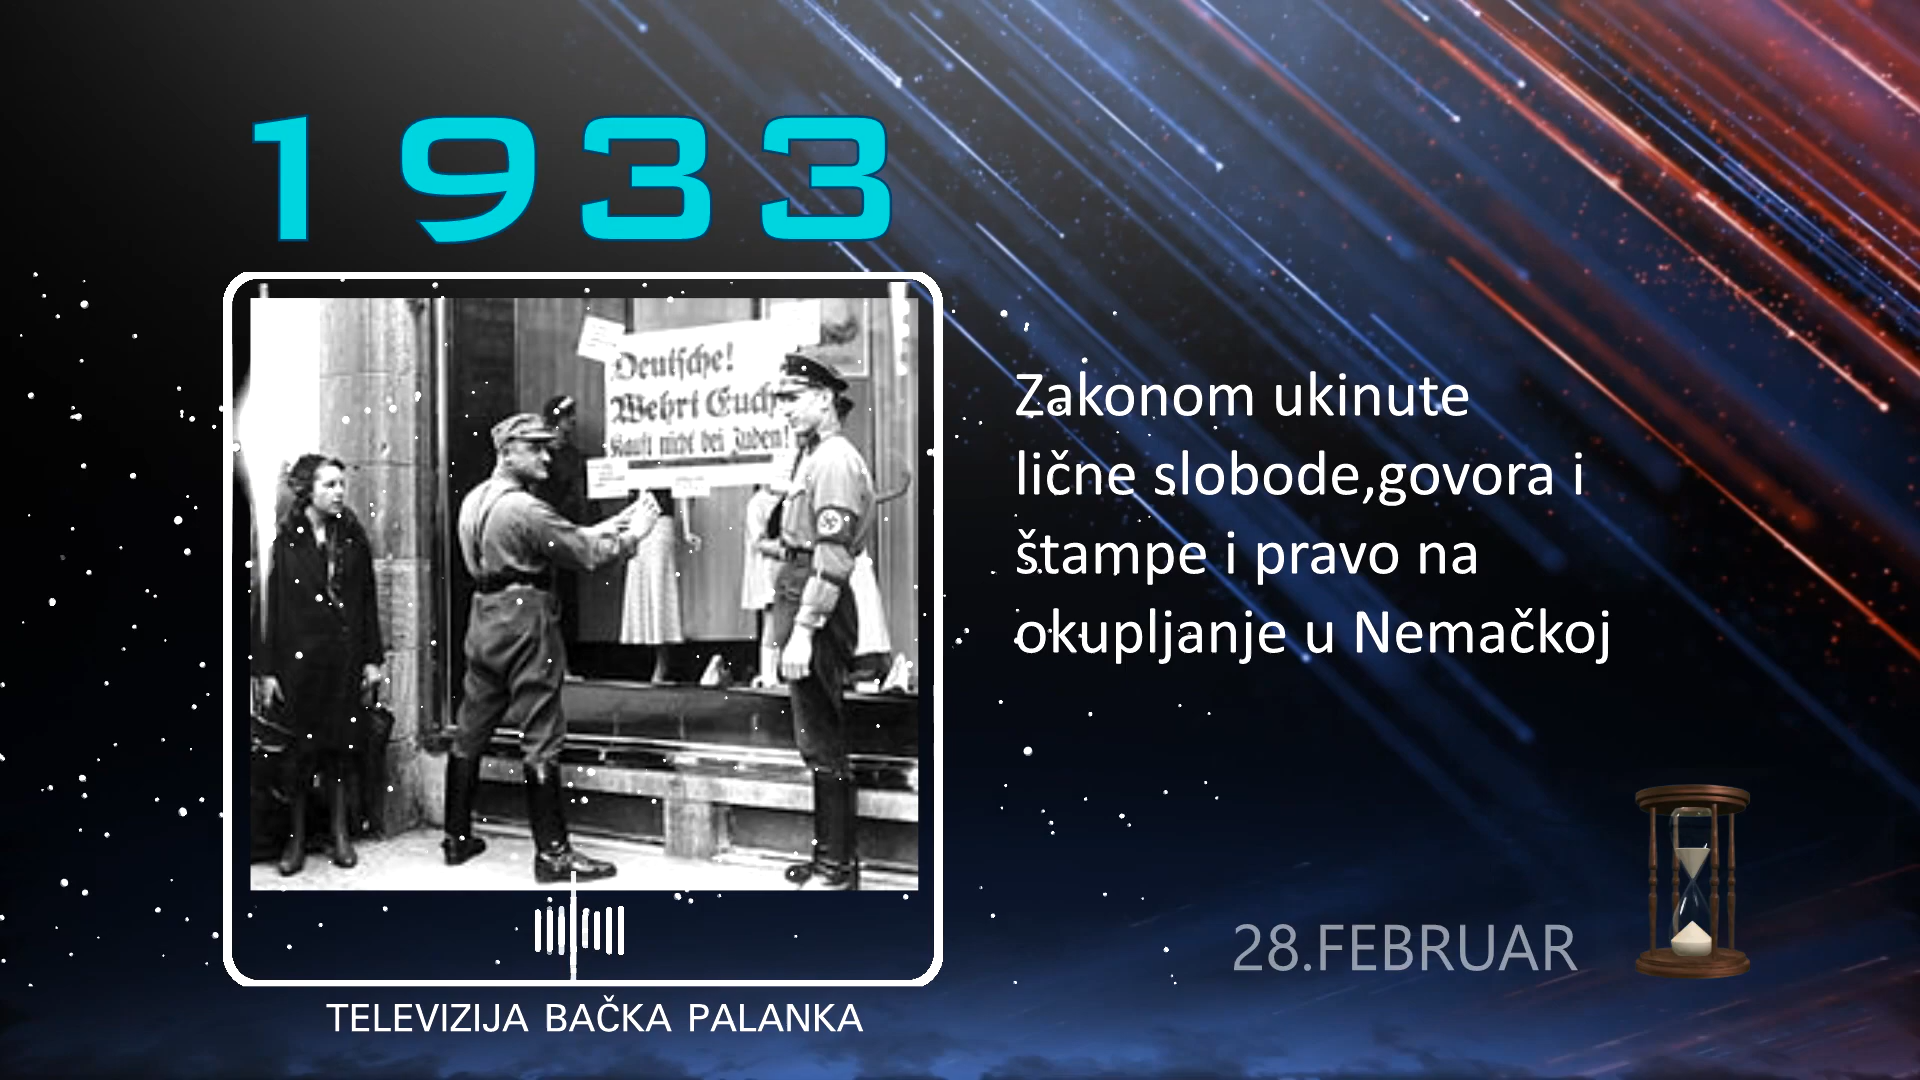 1933
Deutsche!
Wehrt Euch
Kauft nicht bei Juden!
Zakonom ukinute
lične slobode,govora i
štampe i pravo na
okupljanje u Nemačkoj
28.FEBRUAR
TELEVIZIJA BAČKA PALANKA